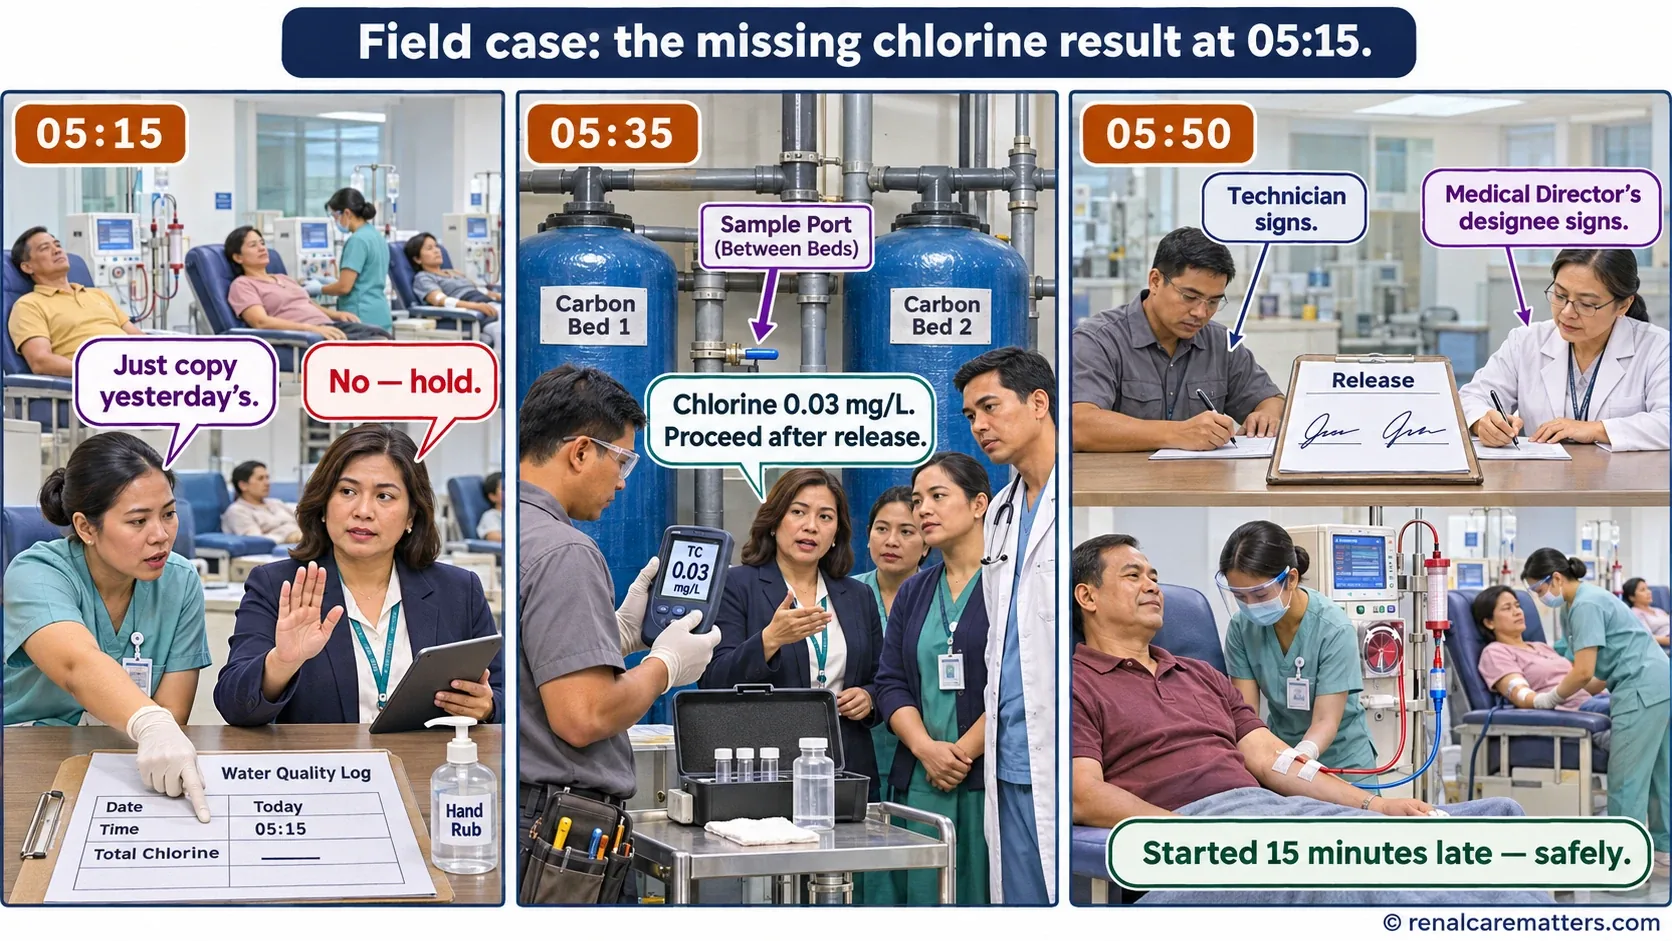 Field case: the missing chlorine result at 05:15.
05:15
Just copy
yesterday's.
No — hold.
Water Quality Log
Date Today
Time 05:15
Total Chlorine
Hand
Rub
05:35
Sample Port
(Between Beds)
Carbon
Bed 1
Carbon
Bed 2
Chlorine 0.03 mg/L.
Proceed after release.
TC
0.03
mg/L
05:50
Technician
signs.
Medical Director's
designee signs.
Release
Started 15 minutes late — safely.
© renalcarematters.com